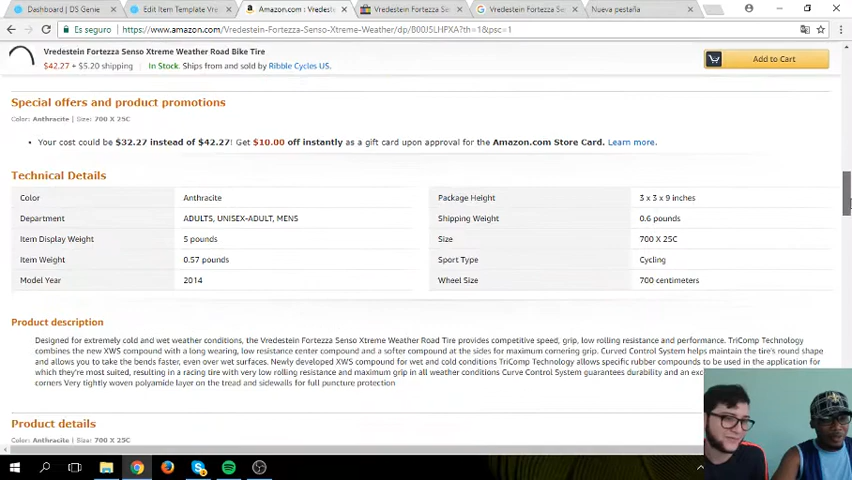 Dashboard | DS Genie
Edit Item Template Vr
Amazon.com : Vredeste
Vredestein Fortezza Sen
Vredestein Fortezza Sen
Nueva pestaña
Es seguro
https://www.amazon.com/Vredestein-Fortezza-Senso-Xtreme-Weather/dp/B00J5LHPXA?th=1&psc=1
Vredestein Fortezza Senso Xtreme Weather Road Bike Tire
$42.27 + $5.20 shipping In Stock. Ships from and sold by Ribble Cycles US.
Add to Cart
Special offers and product promotions
Color: Anthracite | Size: 700 X 25C
Your cost could be $32.27 instead of $42.27! Get $10.00 off instantly as a gift card upon approval for the Amazon.com Store Card. Learn more.
Technical Details
Color Anthracite
Department ADULTS, UNISEX-ADULT, MENS
Item Display Weight 5 pounds
Item Weight 0.57 pounds
Model Year 2014
Package Height 3 x 3 x 9 inches
Shipping Weight 0.6 pounds
Size 700 X 25C
Sport Type Cycling
Wheel Size 700 centimeters
Product description
Designed for extremely cold and wet weather conditions, the Vredestein Fortezza Senso Xtreme Weather Road Tire provides competitive speed, grip, low rolling resistance and performance. TriComp Technology
combines the new XWS compound with a long wearing, low resistance center compound and a softer compound at the sides for maximum cornering grip. Curved Control System helps maintain the tire's round shape
and allows you to take the bends faster, even over wet surfaces. Newly developed XWS compound for wet and cold conditions TriComp Technology allows specific rubber compounds to be used in the application for
which they're most suited, resulting in a racing tire with very low rolling resistance and maximum grip in all weather conditions Curve Control System guarantees durability and an
corners Very tightly woven polyamide layer on the tread and sidewalls for full puncture protection
Product details
Color: Anthracite | Size: 700 X 25C